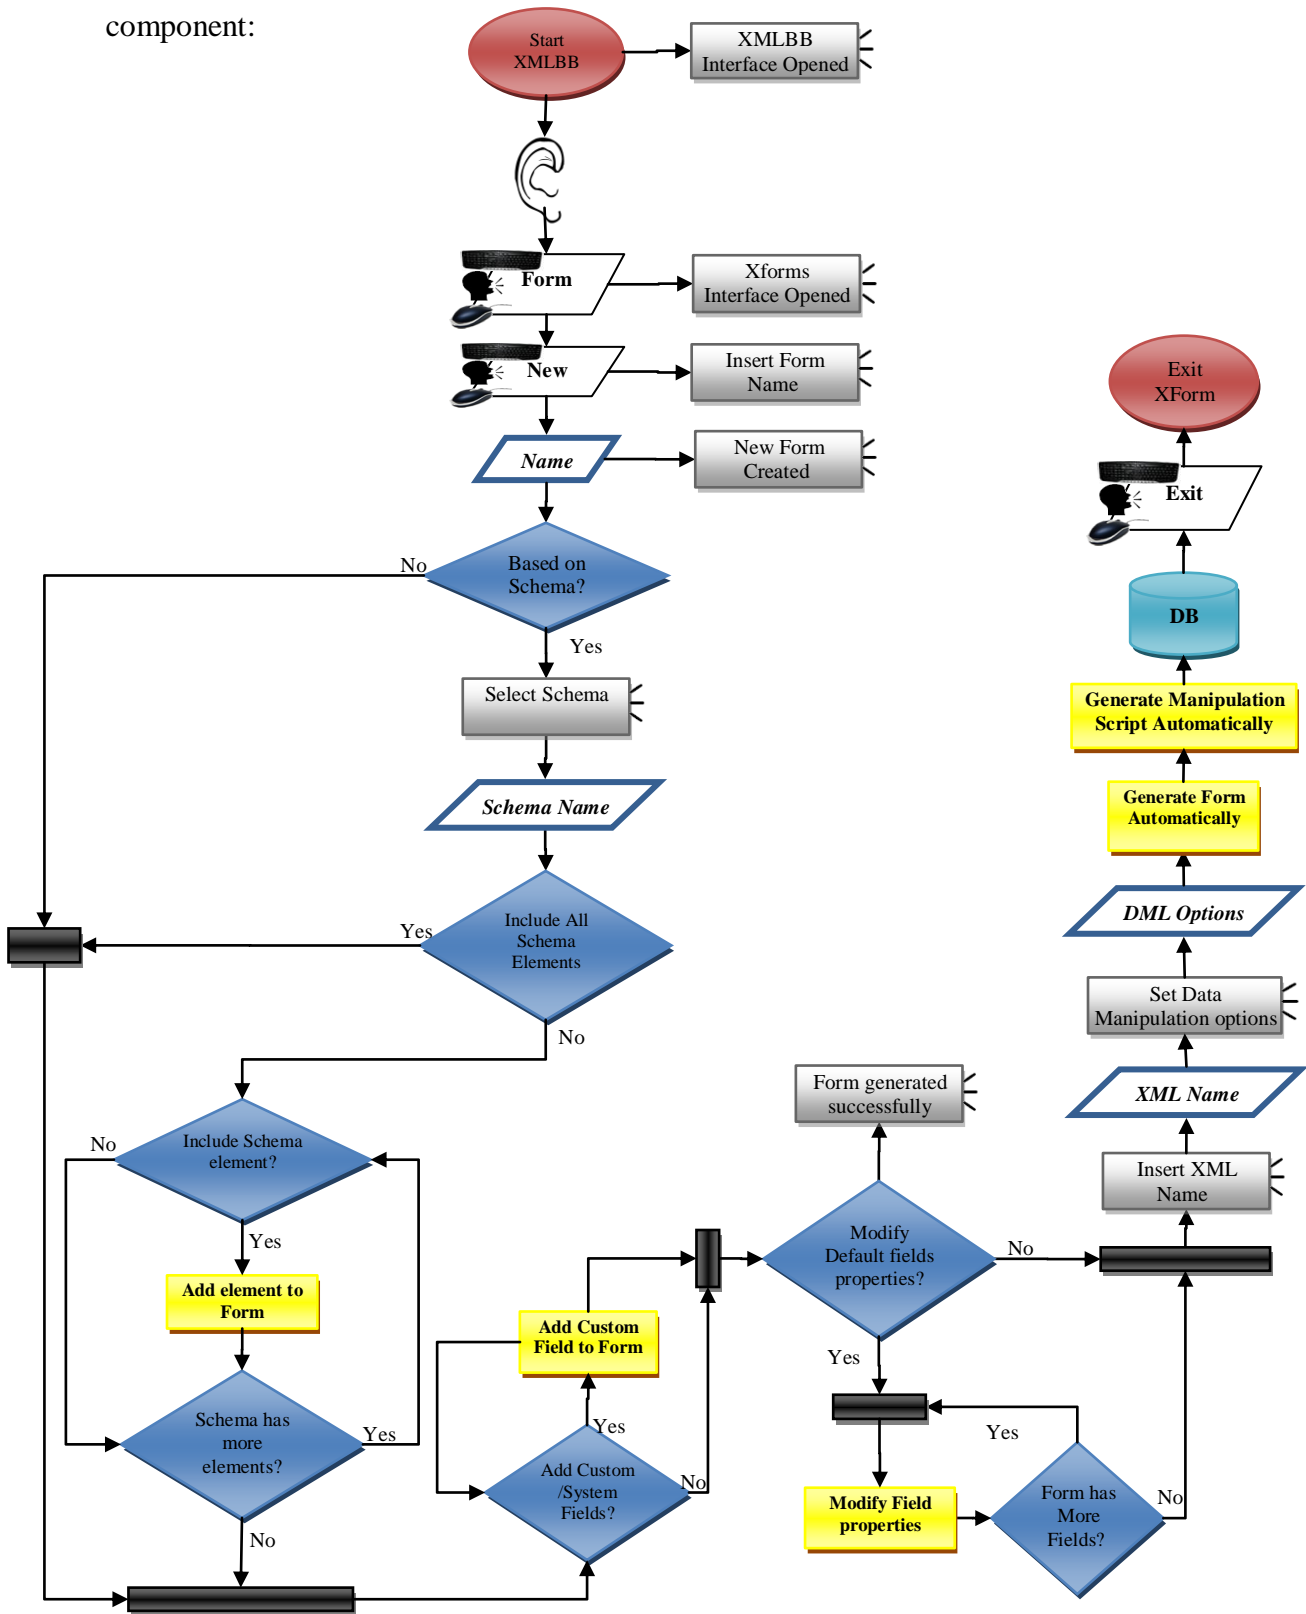 component:
Start
XMLBB
XMLBB
Interface Opened
Form
Xforms
Interface Opened
New
Insert Form
Name
Name
New Form
Created
Based on
Schema?
No
Yes
Select Schema
Schema Name
Include All
Schema
Elements
Yes
No
Include Schema
element?
No
Yes
Add element to
Form
Schema has
more
elements?
Yes
No
Add Custom
Field to Form
Yes
Add Custom
/System
Fields?
No
Form generated
successfully
Modify
Default fields
properties?
No
Yes
Yes
Modify Field
properties
Form has
More
Fields?
No
Insert XML
Name
XML Name
Set Data
Manipulation options
DML Options
Generate Form
Automatically
Generate Manipulation
Script Automatically
DB
Exit
Exit
XForm